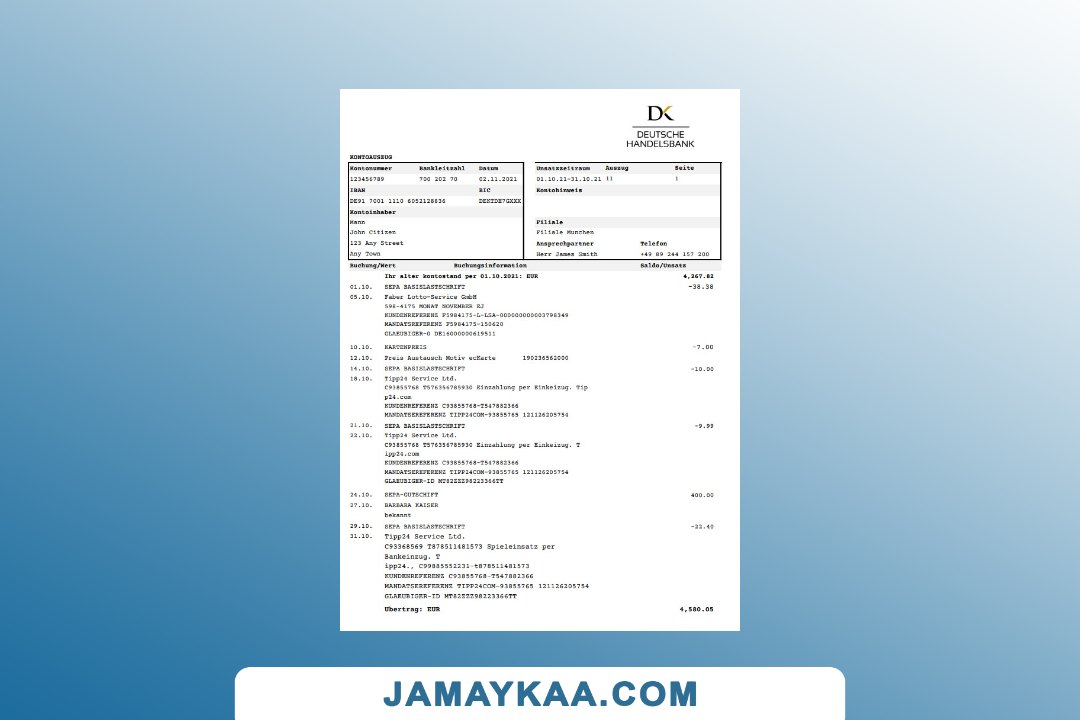 DK
DEUTSCHE
HANDELSBANK
KONTOAUSZUG
Kontonummer Bankleitzahl Datum
123456789 700 202 70 02.11.2021
IBAN BIC
DE91 7001 1110 6052128836 DENTDE7GXXX
Kontoinhaber
Mann
John Citizen
123 Any Street
Any Town
Umsatzzeitraum Auszug Seite
01.10.21-31.10.21 11 1
Kontohinweis
Filiale
Filiale Munchen
Ansprechpartner Telefon
Herr James Smith +49 89 244 157 200
Buchung/Wert Buchungsinformation Saldo/Umsatz
Ihr alter kontostand per 01.10.2021: EUR 4,267.82
01.10. SEPA BASISLASTSCHRIFT -38.38
05.10. Faber Lotto-Service GmbH
598-4175 MONAT NOVEMBER EJ
KUNDENREFERENZ F5984175-L-LSA-000000000003798349
MANDATSREFERENZ F5984175-150620
GLAEUBIGER-0 DE16000000619511
10.10. KARTENPREIS -7.00
12.10. Preis Austausch Motiv ecKarte 190236562000
14.10. SEPA BASISLASTSCHRIFT -10.00
18.10. Tipp24 Service Ltd.
C93855768 T576356785930 Einzahlung per Einkeizug. Tip
p24.com
KUNDENREFERENZ C93855768-T547882366
MANDATSEREFERENZ TIPP24COM-93855765 121126205754
21.10. SEPA BASISLASTSCHRIFT -9.99
22.10. Tipp24 Service Ltd.
C93855768 T576356785930 Einzahlung per Einkeizug. T
ipp24.com
KUNDENREFERENZ C93855768-T547882366
MANDATSEREFERENZ TIPP24COM-93855765 121126205754
GLAEUBIGER-ID MT82ZZZ98223366TT
24.10. SEPA-GUTSCHIFT 400.00
27.10. BARBARA KAISER
bekannt
29.10. SEPA BASISLASTSCHRIFT -22.40
31.10. Tipp24 Service Ltd.
C93368569 T878511481573 Spieleinsatz per
Bankeinzug. T
ipp24., C99885552231-t878511481573
KUNDENREFERENZ C93855768-T547882366
MANDATSEREFERENZ TIPP24COM-93855765 121126205754
GLAEUBIGER-ID MT82ZZZ98223366TT
Ubertrag: EUR 4,580.05
JAMAYKAA.COM